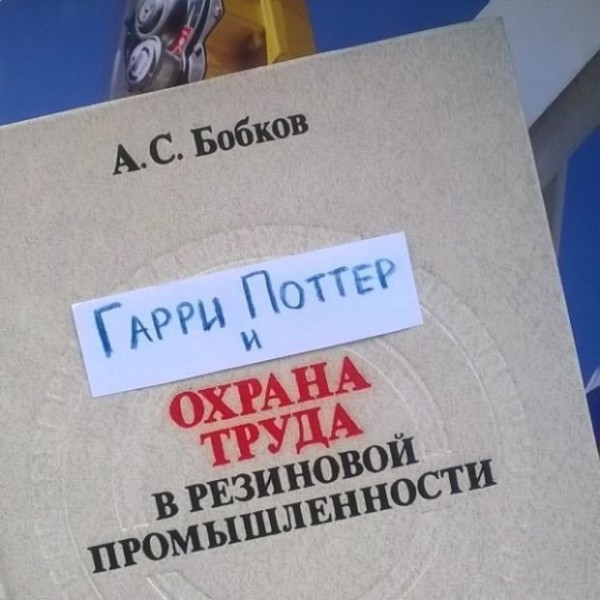 А.С. Бобков
Гарри Поттер
и
ОХРАНА
ТРУДА
В РЕЗИНОВОЙ
ПРОМЫШЛЕННОСТИ